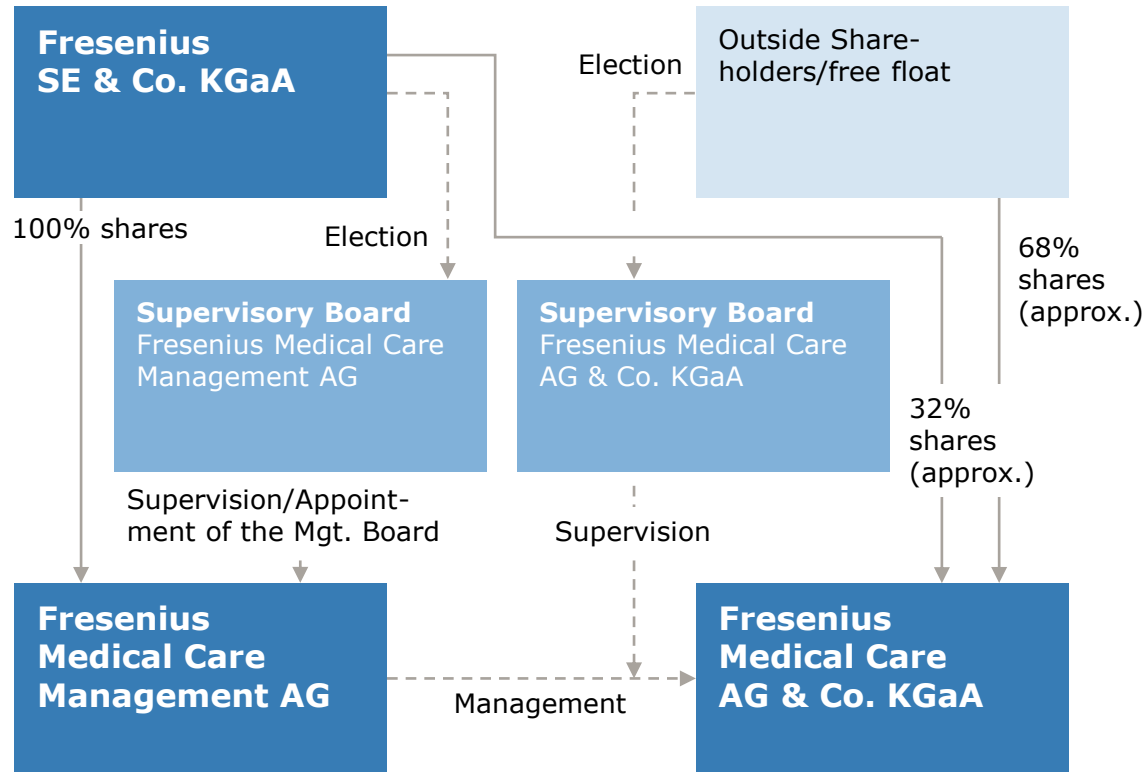 Fresenius
SE & Co. KGaA
Election
Outside Share-
holders/free float
100% shares
Election
68%
shares
(approx.)
Supervisory Board
Fresenius Medical Care
Management AG
Supervisory Board
Fresenius Medical Care
AG & Co. KGaA
32%
shares
(approx.)
Supervision/Appoint-
ment of the Mgt. Board
Supervision
Fresenius
Medical Care
Management AG
Management
Fresenius
Medical Care
AG & Co. KGaA